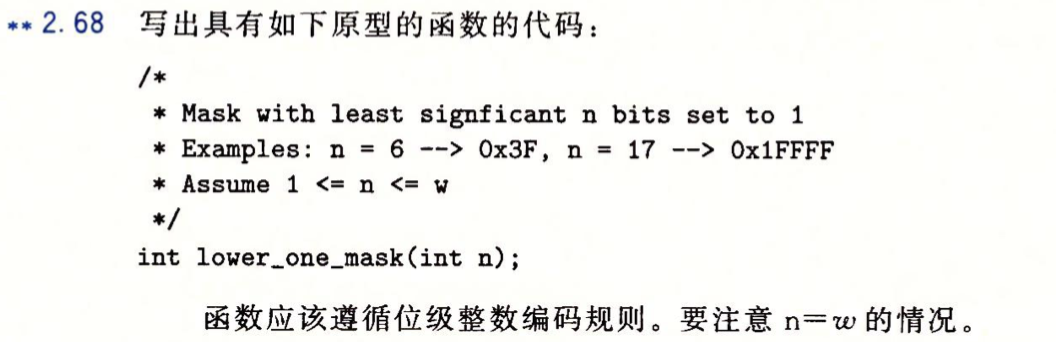 ** 2.68 写出具有如下原型的函数的代码：
/*
* Mask with least signficant n bits set to 1
* Examples: n = 6 --> 0x3F, n = 17 --> 0x1FFFF
* Assume 1 <= n <= w
*/
int lower_one_mask(int n);
函数应该遵循位级整数编码规则。要注意 n=w 的情况。